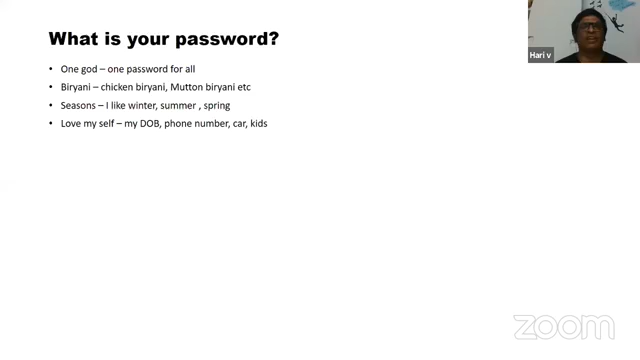 What is your password?
• One god – one password for all
• Biryani – chicken biryani, Mutton biryani etc
• Seasons – I like winter, summer , spring
• Love my self – my DOB, phone number, car, kids
Hari v
zoom